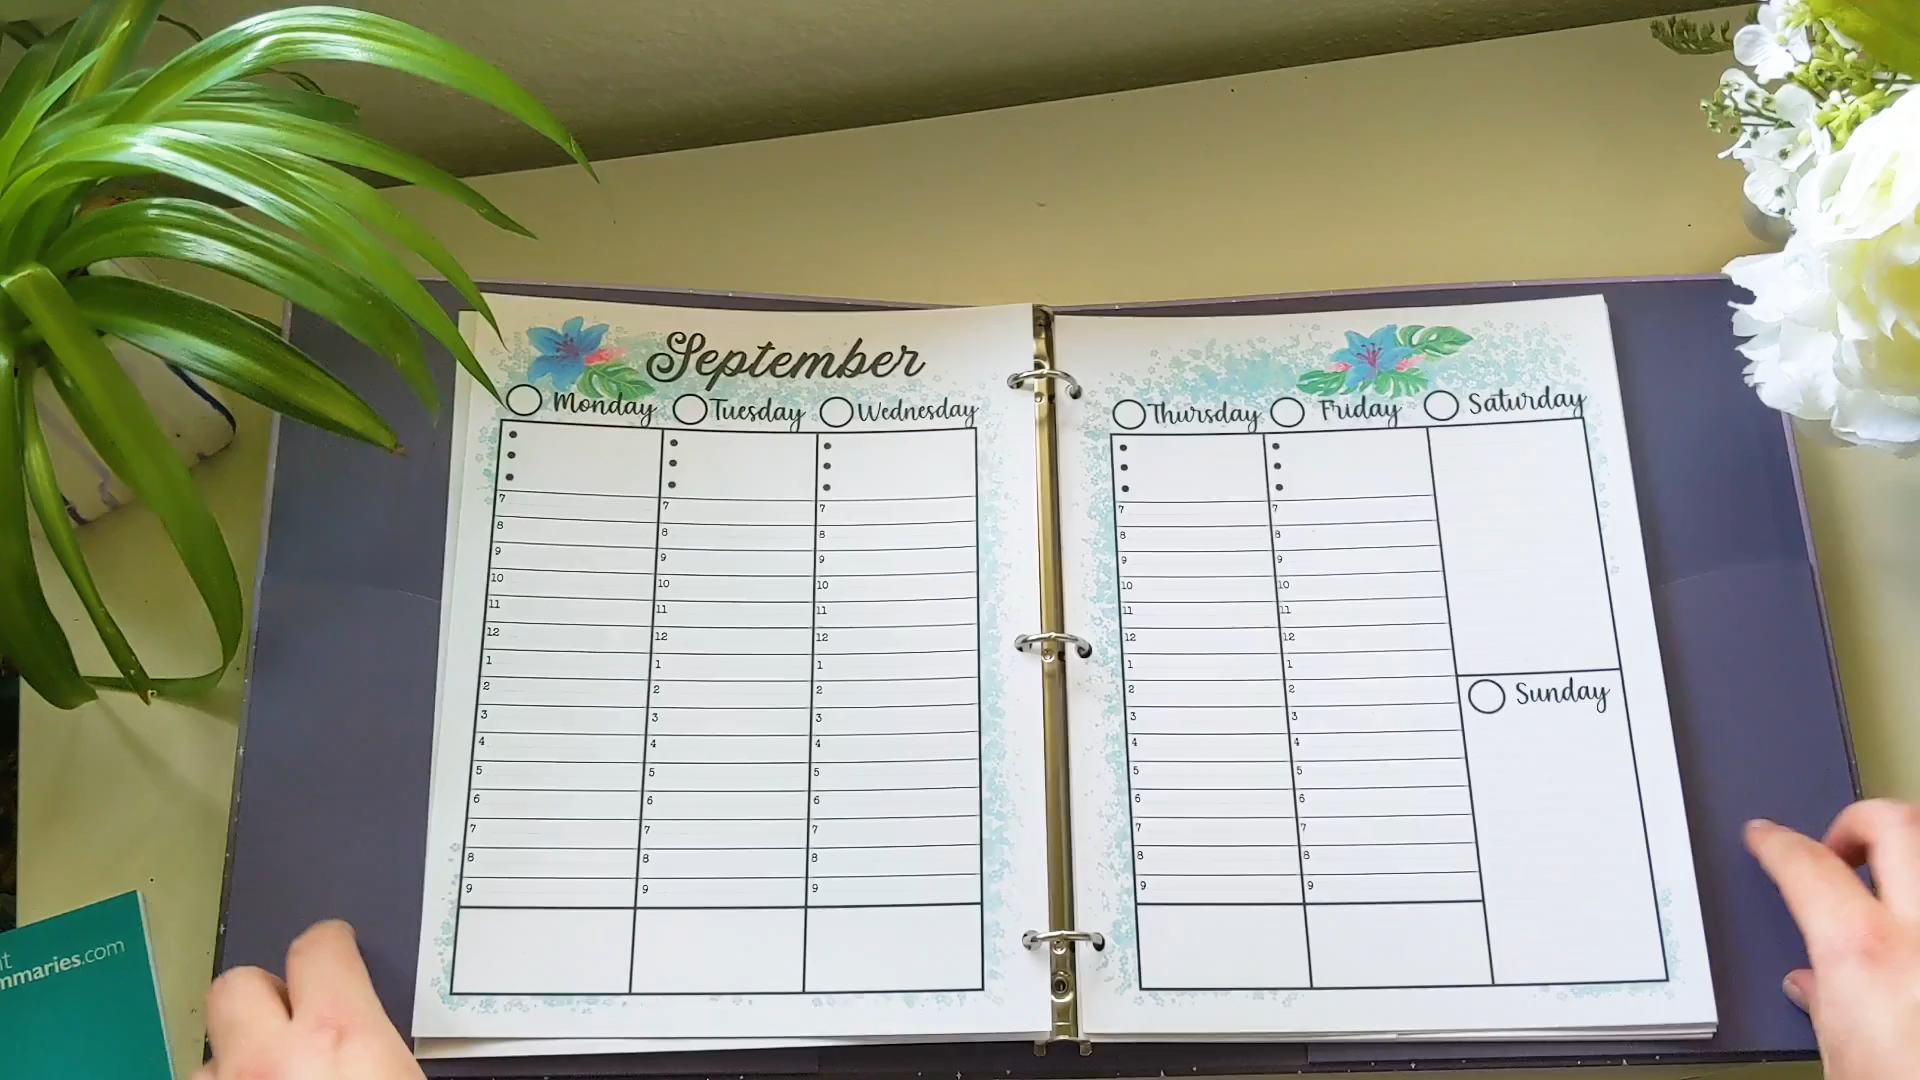 September
Monday Tuesday Wednesday
7 7 7
8 8 8
9 9 9
10 10 10
11 11 11
12 12 12
1 1 1
2 2 2
3 3 3
4 4 4
5 5 5
6 6 6
7 7 7
8 8 8
9 9 9
Thursday Friday Saturday
7 7
8 8
9 9
10 10
11 11
12 12
1 1
2 2
3 3
4 4
5 5
6 6
7 7
8 8
9 9
Sunday
.com